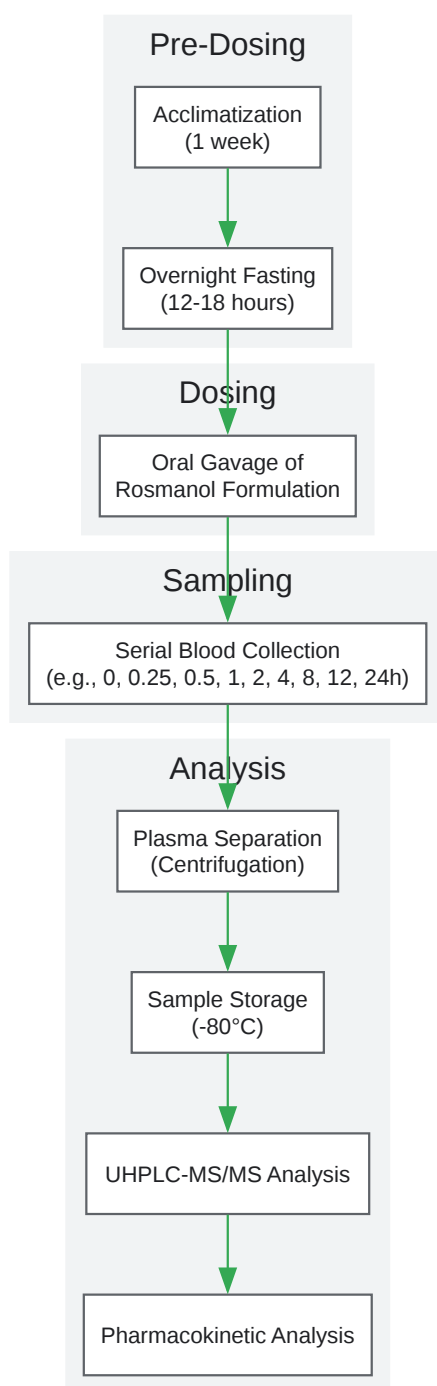 Pre-Dosing
Acclimatization
(1 week)
Overnight Fasting
(12-18 hours)
Dosing
Oral Gavage of
Rosmanol Formulation
Sampling
Serial Blood Collection
(e.g., 0, 0.25, 0.5, 1, 2, 4, 8, 12, 24h)
Analysis
Plasma Separation
(Centrifugation)
Sample Storage
(-80°C)
UHPLC-MS/MS Analysis
Pharmacokinetic Analysis